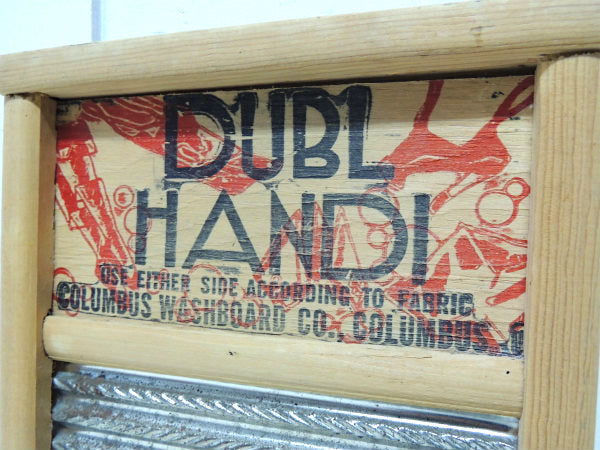 DUBL
HANDI
USE EITHER SIDE ACCORDING TO FABRIC
COLUMBUS WASHBOARD CO., COLUMBUS